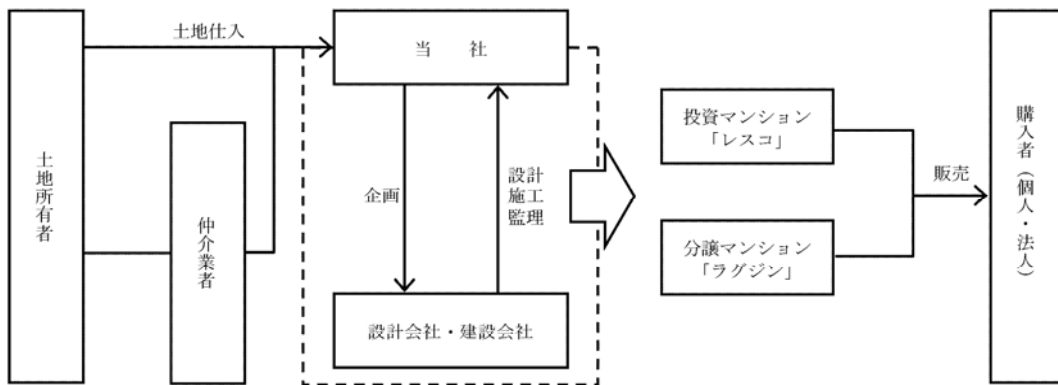 土地所有者
土地仕入
仲介業者
当　　社
企画
設計
施工
監理
設計会社・建設会社
投資マンション
「レスコ」
分譲マンション
「ラグジン」
販売
購入者（個人・法人）